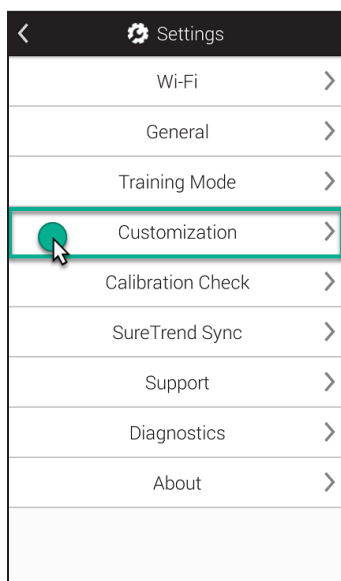 Settings
Wi-Fi
General
Training Mode
Customization
Calibration Check
SureTrend Sync
Support
Diagnostics
About